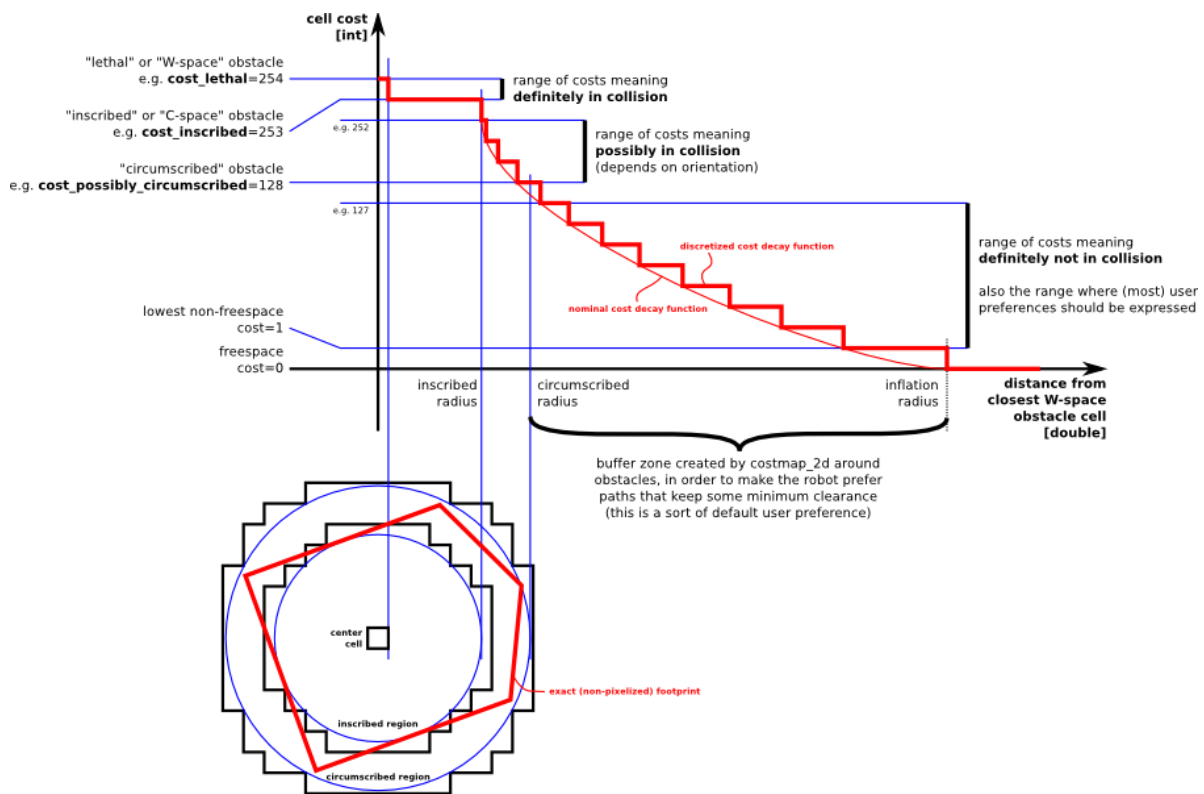 cell cost
[int]
"lethal" or "W-space" obstacle
e.g. cost_lethal=254
range of costs meaning
definitely in collision
"inscribed" or "C-space" obstacle
e.g. cost_inscribed=253
e.g. 252
range of costs meaning
possibly in collision
(depends on orientation)
"circumscribed" obstacle
e.g. cost_possibly_circumscribed=128
e.g. 127
discretized cost decay function
range of costs meaning
definitely not in collision
also the range where (most) user
preferences should be expressed
nominal cost decay function
lowest non-freespace
cost=1
freespace
cost=0
inscribed
radius
circumscribed
radius
inflation
radius
distance from
closest W-space
obstacle cell
[double]
buffer zone created by costmap_2d around
obstacles, in order to make the robot prefer
paths that keep some minimum clearance
(this is a sort of default user preference)
center
cell
exact (non-pixelized) footprint
inscribed region
circumscribed region